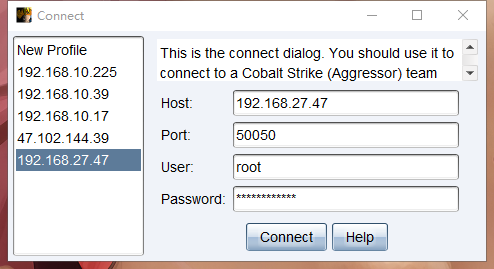 Connect
New Profile
192.168.10.225
192.168.10.39
192.168.10.17
47.102.144.39
192.168.27.47
This is the connect dialog. You should use it to
connect to a Cobalt Strike (Aggressor) team
Host: 192.168.27.47
Port: 50050
User: root
Password: ************
Connect Help